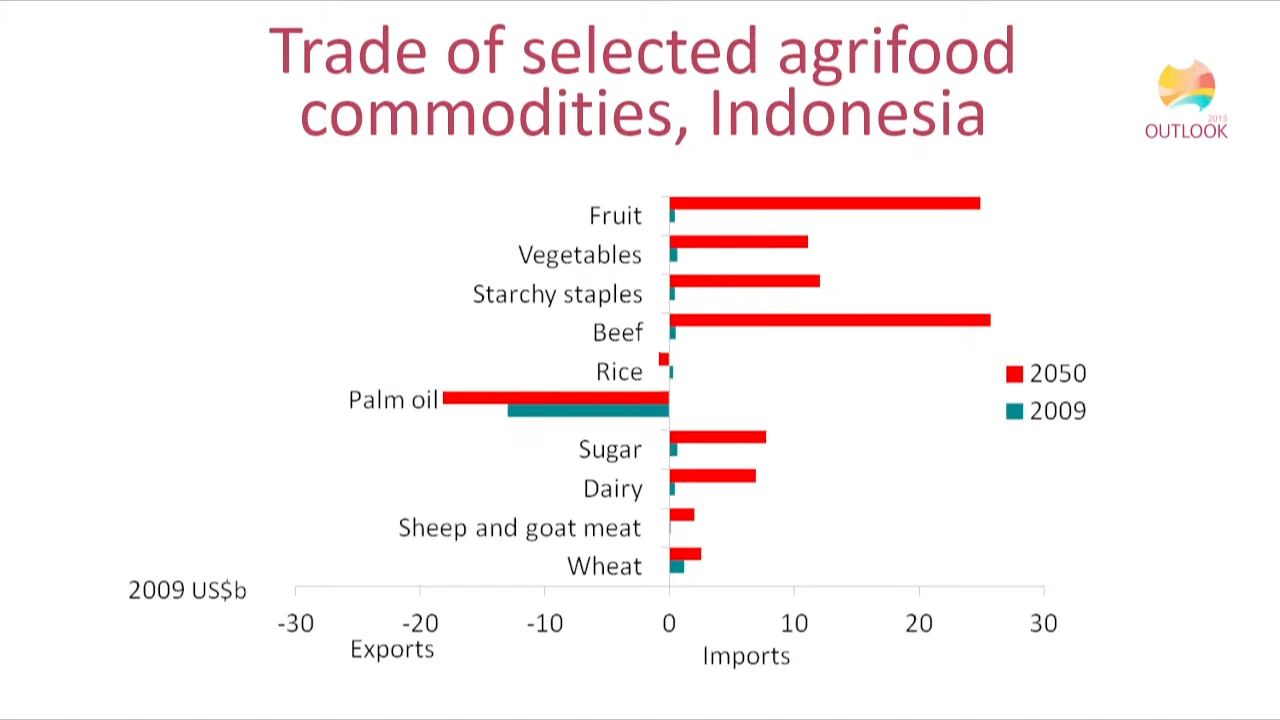 Trade of selected agrifood
commodities, Indonesia
2015
OUTLOOK
Fruit
Vegetables
Starchy staples
Beef
Rice
Palm oil
Sugar
Dairy
Sheep and goat meat
Wheat
2050
2009
2009 US$b
-30 -20 -10 0 10 20 30
Exports
Imports